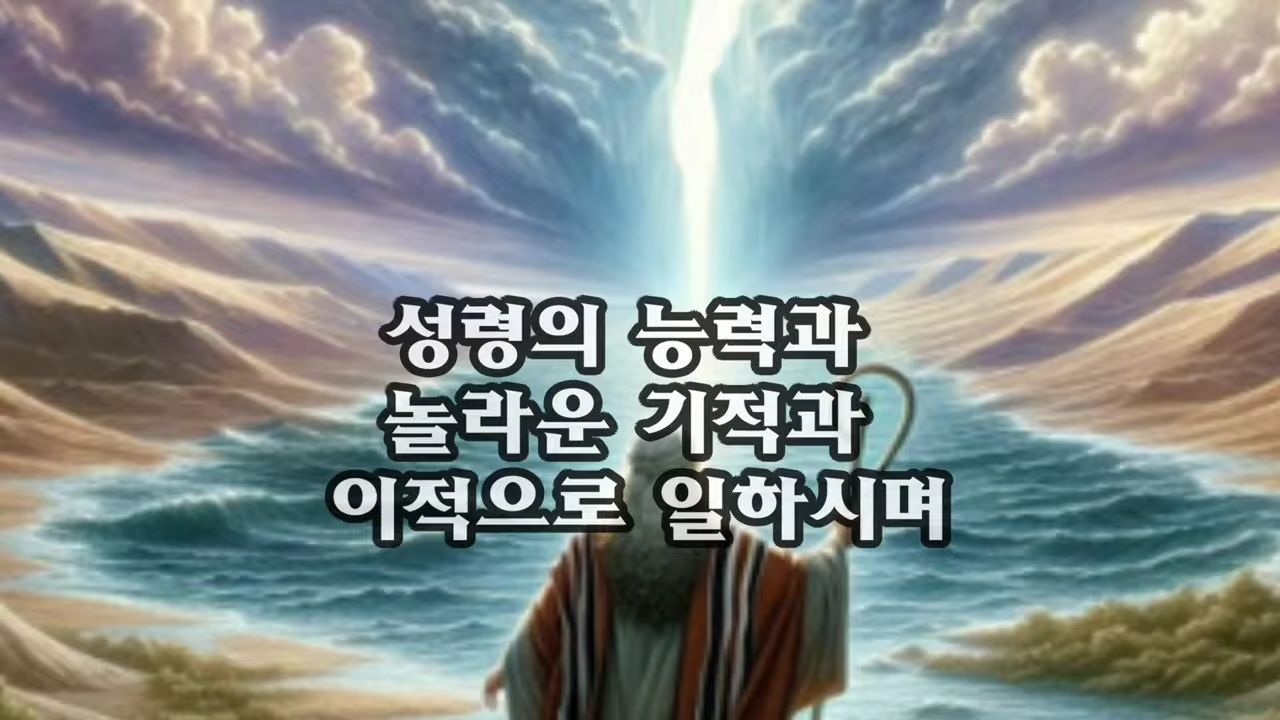 성령의 능력과
놀라운 기적과
이적으로 일하시며